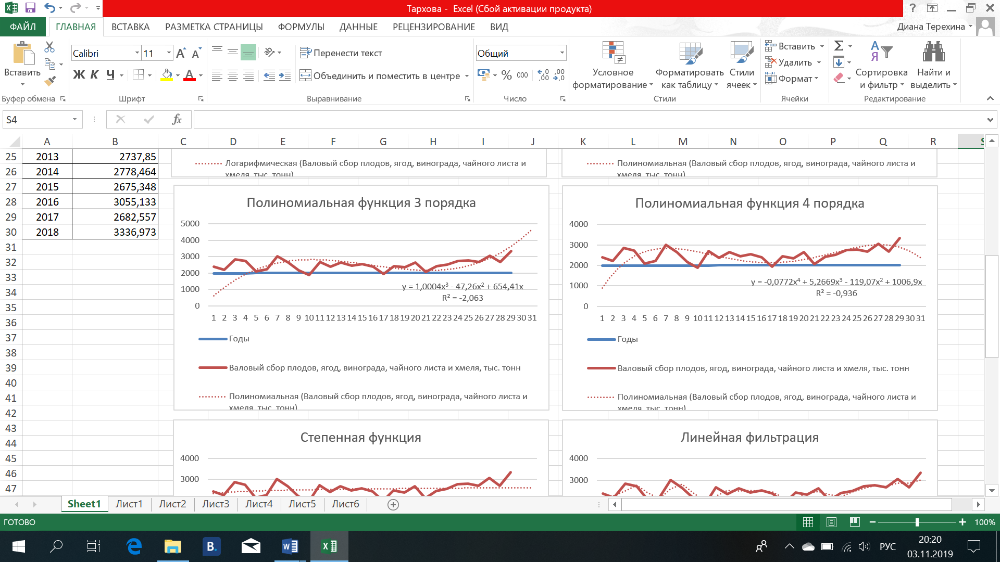 Тархова - Excel (Сбой активации продукта)
?
ФАЙЛ ГЛАВНАЯ ВСТАВКА РАЗМЕТКА СТРАНИЦЫ ФОРМУЛЫ ДАННЫЕ РЕЦЕНЗИРОВАНИЕ ВИД Диана Терехина
Вставить
Буфер обмена
Calibri 11
Ж К Ч
Шрифт
Перенести текст
Объединить и поместить в центре
Выравнивание
Общий
% 000
Число
Условное форматирование
Форматировать как таблицу
Стили ячеек
Стили
Вставить
Удалить
Формат
Ячейки
Сортировка и фильтр
Найти и выделить
Редактирование
S4
fx
A B C D E F G H I J K L M N O P Q R
25 2013 2737,85
26 2014 2778,464
27 2015 2675,348
28 2016 3055,133
29 2017 2682,557
30 2018 3336,973
31
32
33
34
35
36
37
38
39
40
41
42
43
44
45
46
47
Логарифмическая (Валовый сбор плодов, ягод, винограда, чайного листа и
хмеля, тыс. тонн)
Полиномиальная (Валовый сбор плодов, ягод, винограда, чайного листа и
хмеля, тыс. тонн)
Полиномиальная функция 3 порядка
5000
4000
3000
2000
1000
0
y = 1,0004x³ - 47,26x² + 654,41x
R² = -2,063
1 2 3 4 5 6 7 8 9 10 11 12 13 14 15 16 17 18 19 20 21 22 23 24 25 26 27 28 29 30 31
Годы
Валовый сбор плодов, ягод, винограда, чайного листа и хмеля, тыс. тонн
Полиномиальная (Валовый сбор плодов, ягод, винограда, чайного листа и
хмеля, тыс. тонн)
Полиномиальная функция 4 порядка
4000
3000
2000
1000
0
y = -0,0772x⁴ + 5,2669x³ - 119,07x² + 1006,9x
R² = -0,936
1 2 3 4 5 6 7 8 9 10 11 12 13 14 15 16 17 18 19 20 21 22 23 24 25 26 27 28 29 30 31
Годы
Валовый сбор плодов, ягод, винограда, чайного листа и хмеля, тыс. тонн
Полиномиальная (Валовый сбор плодов, ягод, винограда, чайного листа и
хмеля, тыс. тонн)
Степенная функция
4000
3000
Линейная фильтрация
4000
3000
Sheet1 Лист1 Лист2 Лист3 Лист4 Лист5 Лист6
ГОТОВО 100%
РУС
20:20
03.11.2019